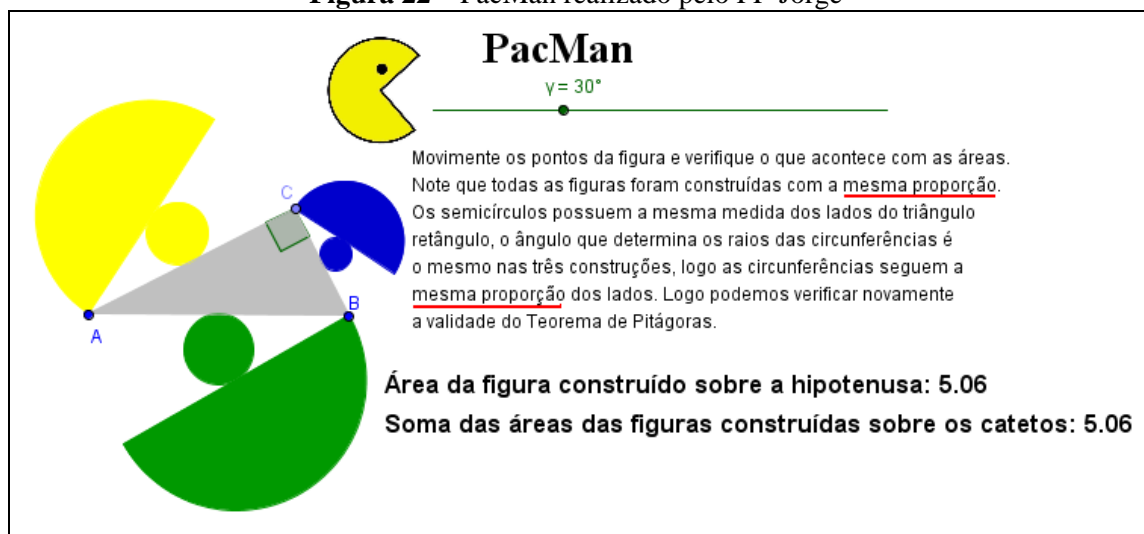 Figura 22 – PacMan realizado pelo PP Jorge
PacMan
γ = 30°
Movimente os pontos da figura e verifique o que acontece com as áreas.
Note que todas as figuras foram construídas com a mesma proporção.
Os semicírculos possuem a mesma medida dos lados do triângulo
retângulo, o ângulo que determina os raios das circunferências é
o mesmo nas três construções, logo as circunferências seguem a
mesma proporção dos lados. Logo podemos verificar novamente
a validade do Teorema de Pitágoras.
C
B
A
Área da figura construído sobre a hipotenusa: 5.06
Soma das áreas das figuras construídas sobre os catetos: 5.06